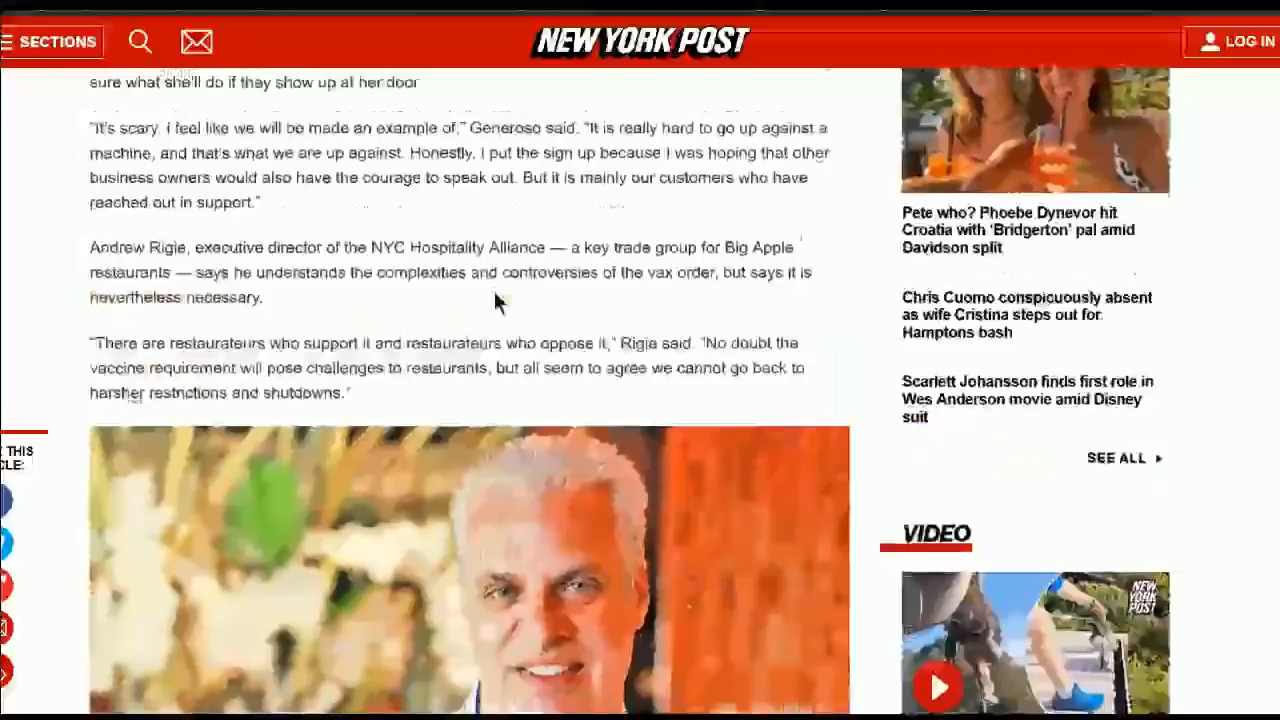 SECTIONS
NEW YORK POST
LOG IN
sure what she'll do if they show up at her door
"It's scary. I feel like we will be made an example of," Generoso said. "It is really hard to go up against a
machine, and that's what we are up against. Honestly, I put the sign up because I was hoping that other
business owners would also have the courage to speak out. But it is mainly our customers who have
reached out in support."
Andrew Rigie, executive director of the NYC Hospitality Alliance — a key trade group for Big Apple
restaurants — says he understands the complexities and controversies of the vax order, but says it is
nevertheless necessary.
"There are restaurateurs who support it and restaurateurs who oppose it," Rigie said. "No doubt the
vaccine requirement will pose challenges to restaurants, but all seem to agree we cannot go back to
harsher restrictions and shutdowns."
THIS
CLE:
Pete who? Phoebe Dynevor hit
Croatia with 'Bridgerton' pal amid
Davidson split
Chris Cuomo conspicuously absent
as wife Cristina steps out for
Hamptons bash
Scarlett Johansson finds first role in
Wes Anderson movie amid Disney
suit
SEE ALL
VIDEO
NEW
YORK
POST